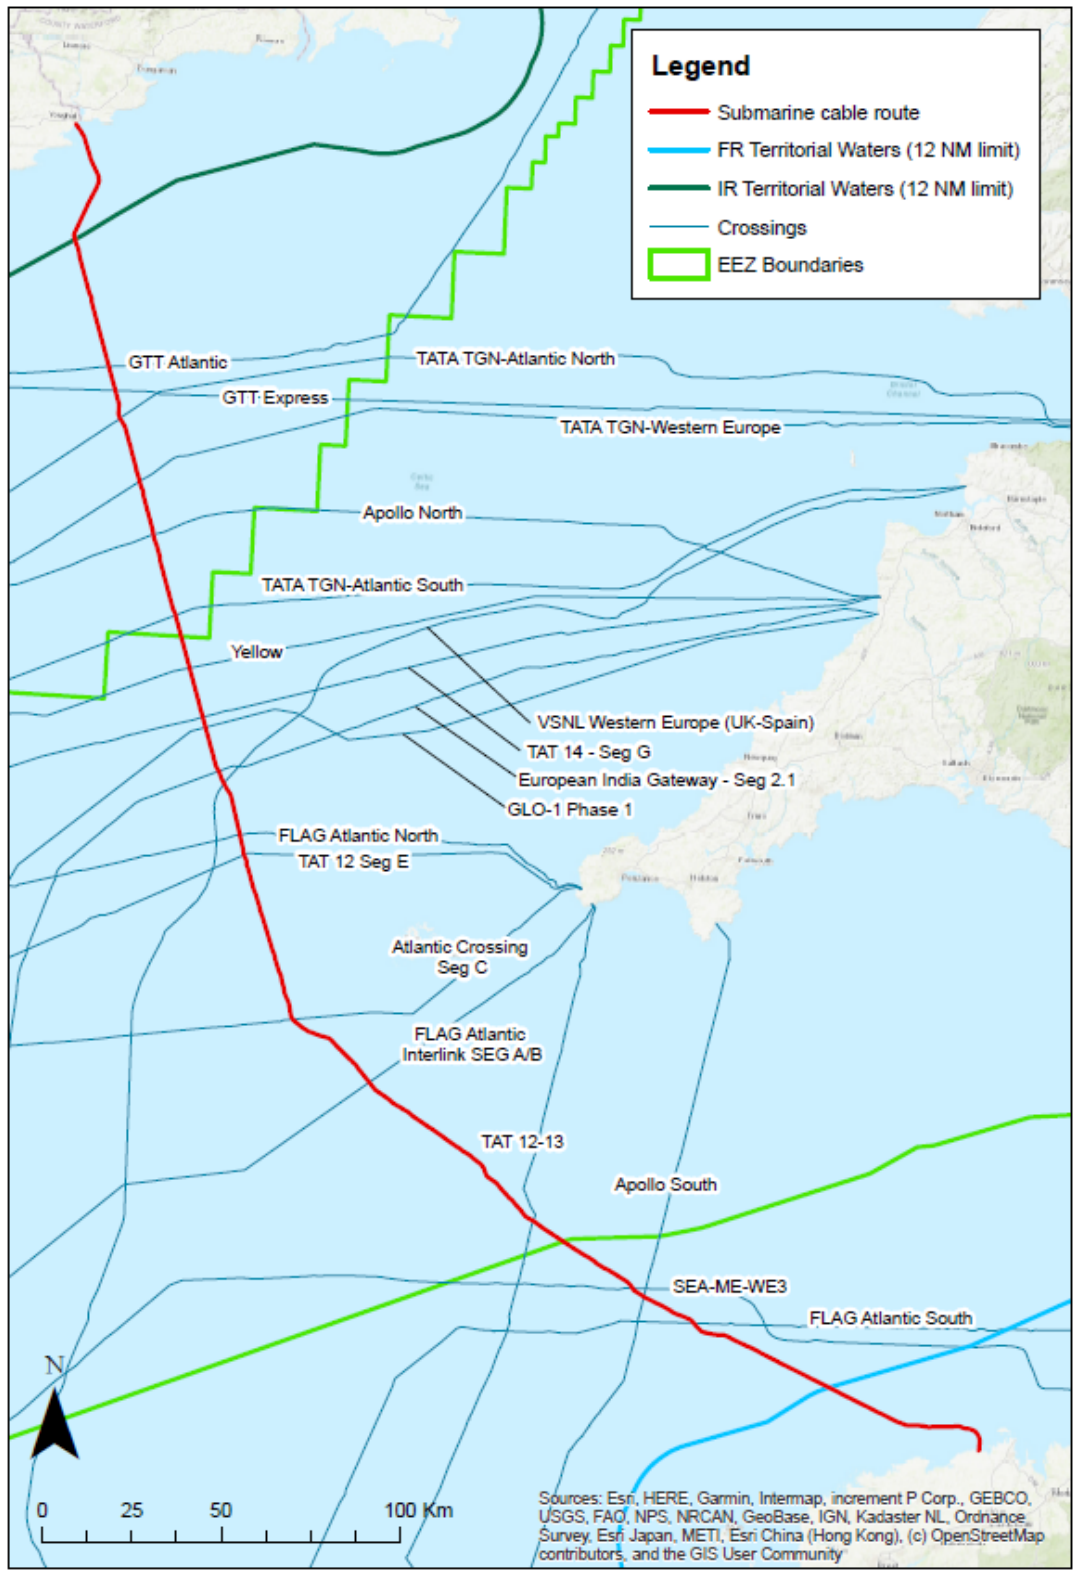 COUNTY WATERFORD
Youghal
Legend
Submarine cable route
FR Territorial Waters (12 NM limit)
IR Territorial Waters (12 NM limit)
Crossings
EEZ Boundaries
GTT Atlantic
TATA TGN-Atlantic North
GTT Express
TATA TGN-Western Europe
Apollo North
TATA TGN-Atlantic South
Yellow
VSNL Western Europe (UK-Spain)
TAT 14 - Seg G
European India Gateway - Seg 2.1
GLO-1 Phase 1
FLAG Atlantic North
TAT 12 Seg E
Atlantic Crossing
Seg C
FLAG Atlantic
Interlink SEG A/B
TAT 12-13
Apollo South
SEA-ME-WE3
FLAG Atlantic South
N
0 25 50 100 Km
Sources: Esri, HERE, Garmin, Intermap, increment P Corp., GEBCO,
USGS, FAO, NPS, NRCAN, GeoBase, IGN, Kadaster NL, Ordnance
Survey, Esri Japan, METI, Esri China (Hong Kong), (c) OpenStreetMap
contributors, and the GIS User Community